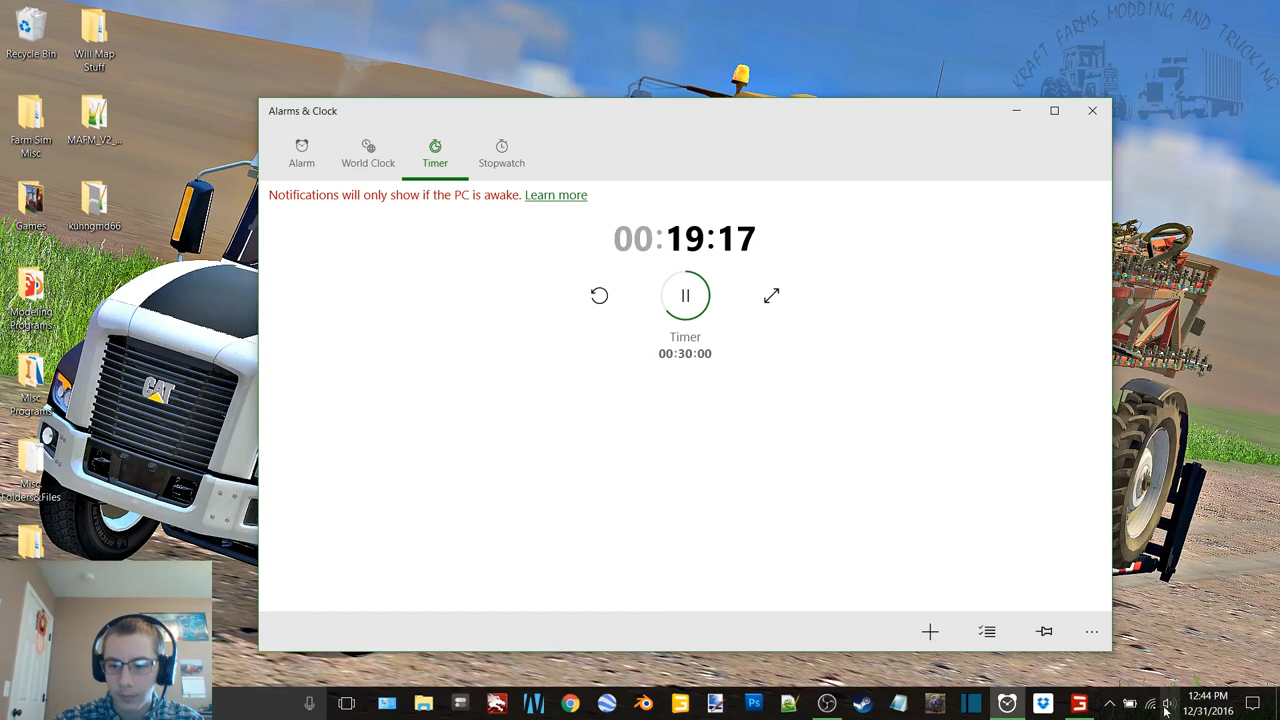 Recycle Bin
Will Map
Stuff
Farm Sim
Misc
MAFM_V2_...
Games
kuhngmd66
Modeling
Programs
Misc
Programs
Misc
Folders&Files
KRAFT FARMS MODDING AND TRUCKING
Alarms & Clock
Alarm
World Clock
Timer
Stopwatch
Notifications will only show if the PC is awake. Learn more
00:19:17
Timer
00:30:00
CAT
12:44 PM
12/31/2016